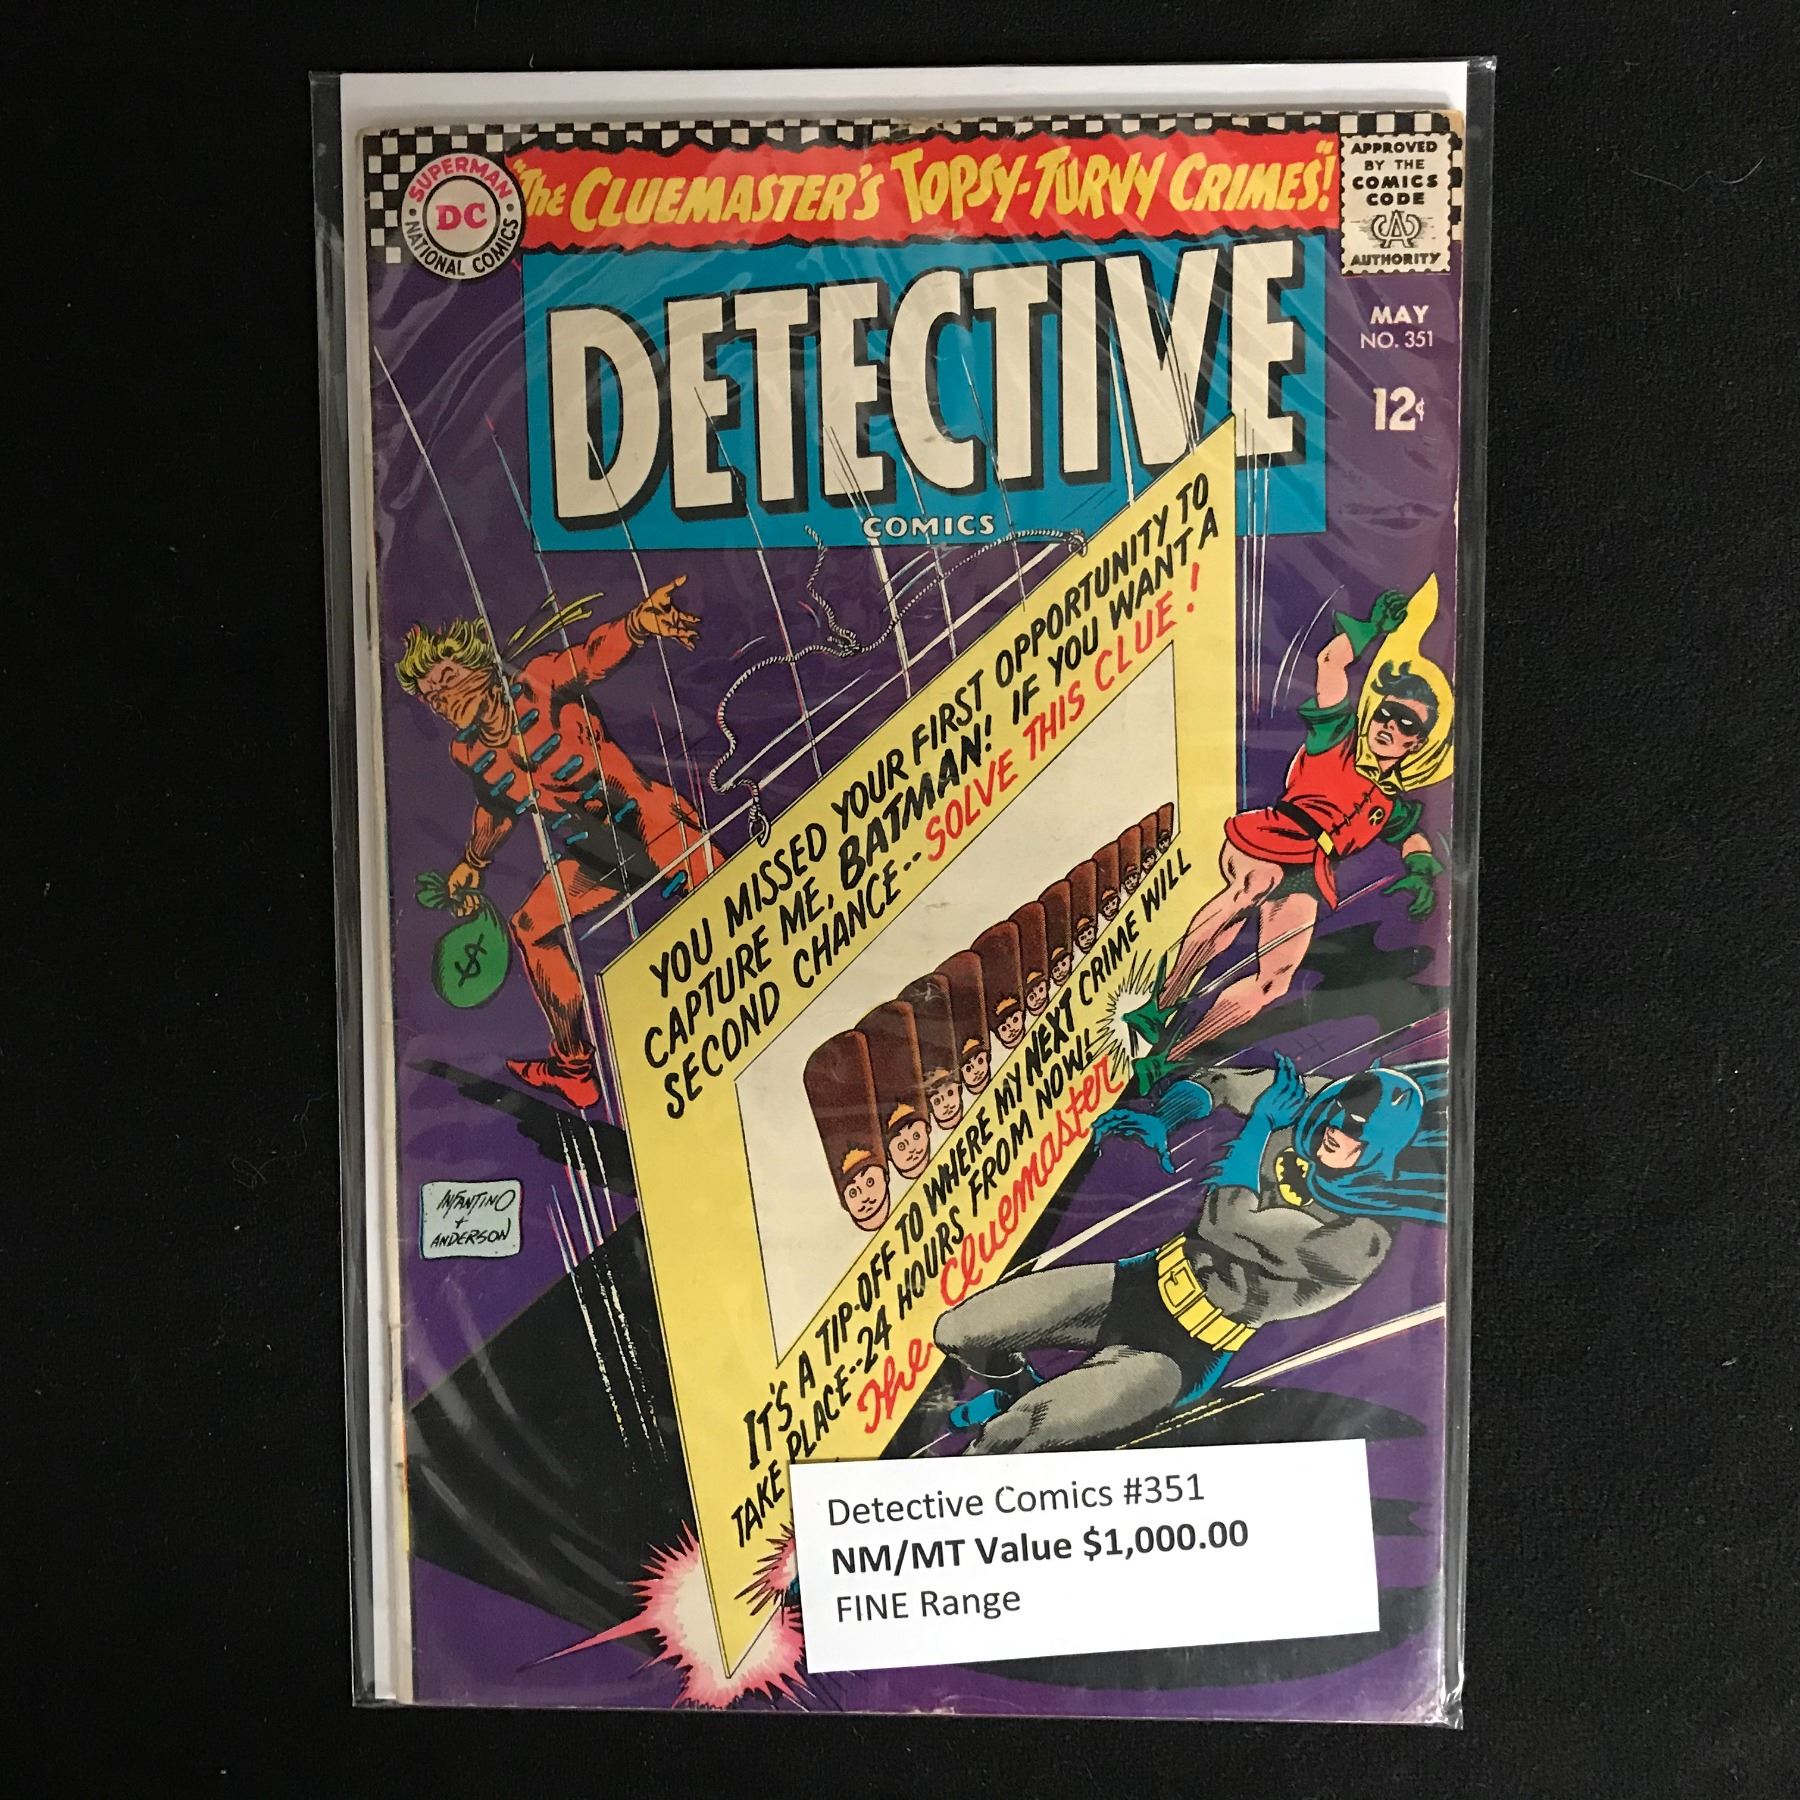 "The CLUEMASTER'S TOPSY-TURVY CRIMES!"
SUPERMAN
DC
NATIONAL COMICS
APPROVED
BY THE
COMICS
CODE
CA
AUTHORITY
DETECTIVE
COMICS
MAY
NO. 351
12¢
YOU MISSED YOUR FIRST OPPORTUNITY TO
CAPTURE ME, BATMAN! IF YOU WANT A
SECOND CHANCE-- SOLVE THIS CLUE!
$
R
IT'S A TIP-OFF TO WHERE MY NEXT CRIME WILL
TAKE PLACE--24 HOURS FROM NOW!
The Cluemaster
INFANTINO
+
ANDERSON
Detective Comics #351
NM/MT Value $1,000.00
FINE Range